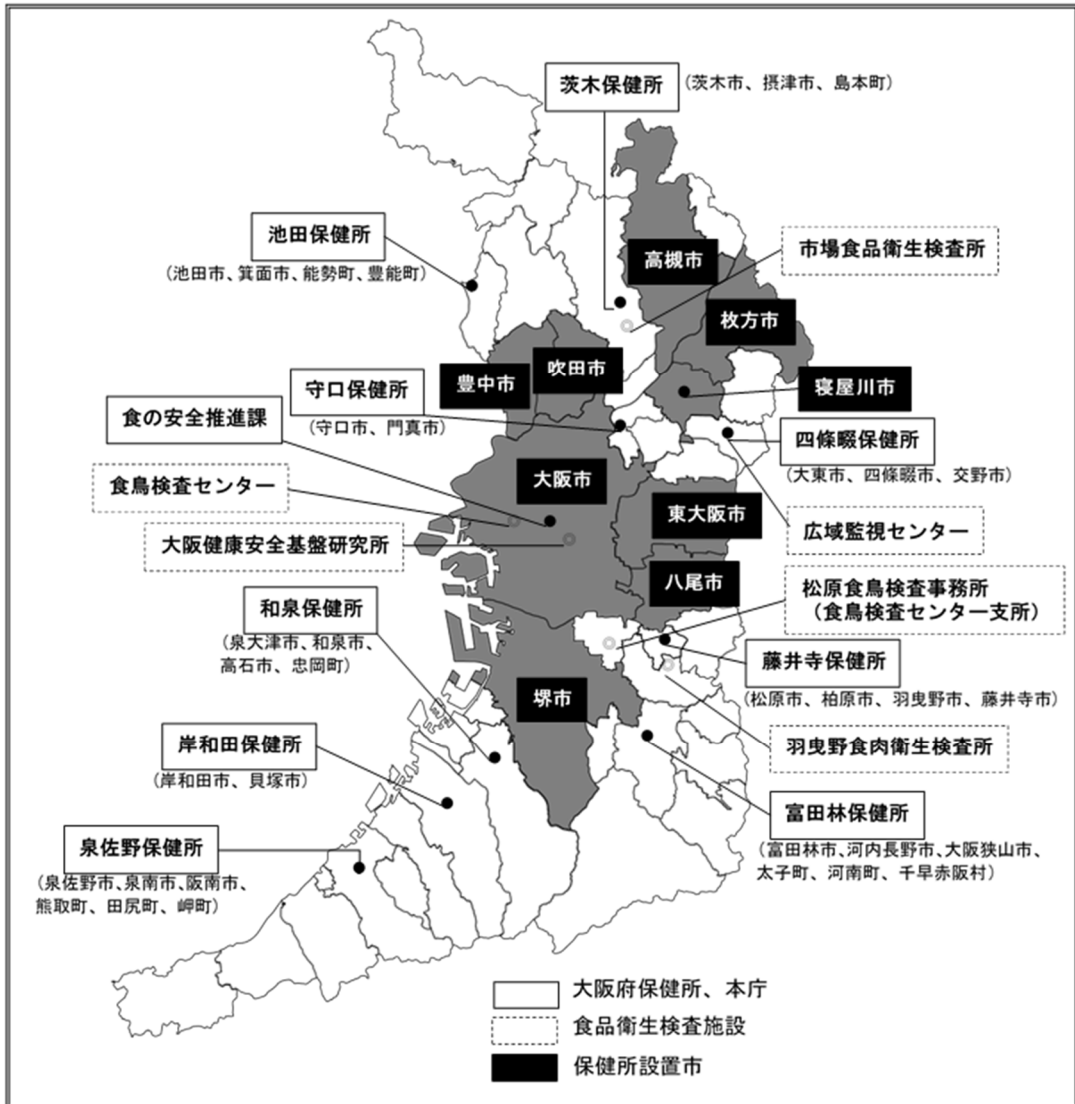 茨木保健所
(茨木市、摂津市、島本町)
池田保健所
(池田市、箕面市、能勢町、豊能町)
市場食品衛生検査所
高槻市
枚方市
吹田市
豊中市
守口保健所
(守口市、門真市)
寝屋川市
食の安全推進課
四條畷保健所
(大東市、四條畷市、交野市)
食鳥検査センター
大阪市
東大阪市
広域監視センター
大阪健康安全基盤研究所
八尾市
松原食鳥検査事務所
(食鳥検査センター支所)
和泉保健所
(泉大津市、和泉市、
高石市、忠岡町)
藤井寺保健所
(松原市、柏原市、羽曳野市、藤井寺市)
堺市
羽曳野食肉衛生検査所
岸和田保健所
(岸和田市、貝塚市)
富田林保健所
(富田林市、河内長野市、大阪狭山市、
太子町、河南町、千早赤阪村)
泉佐野保健所
(泉佐野市、泉南市、阪南市、
熊取町、田尻町、岬町)
大阪府保健所、本庁
食品衛生検査施設
保健所設置市